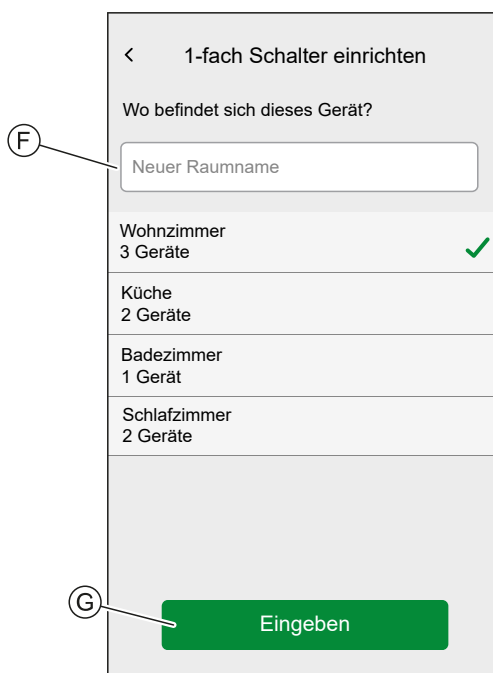 1-fach Schalter einrichten
Wo befindet sich dieses Gerät?
F
Neuer Raumname
Wohnzimmer
3 Geräte
Küche
2 Geräte
Badezimmer
1 Gerät
Schlafzimmer
2 Geräte
G
Eingeben